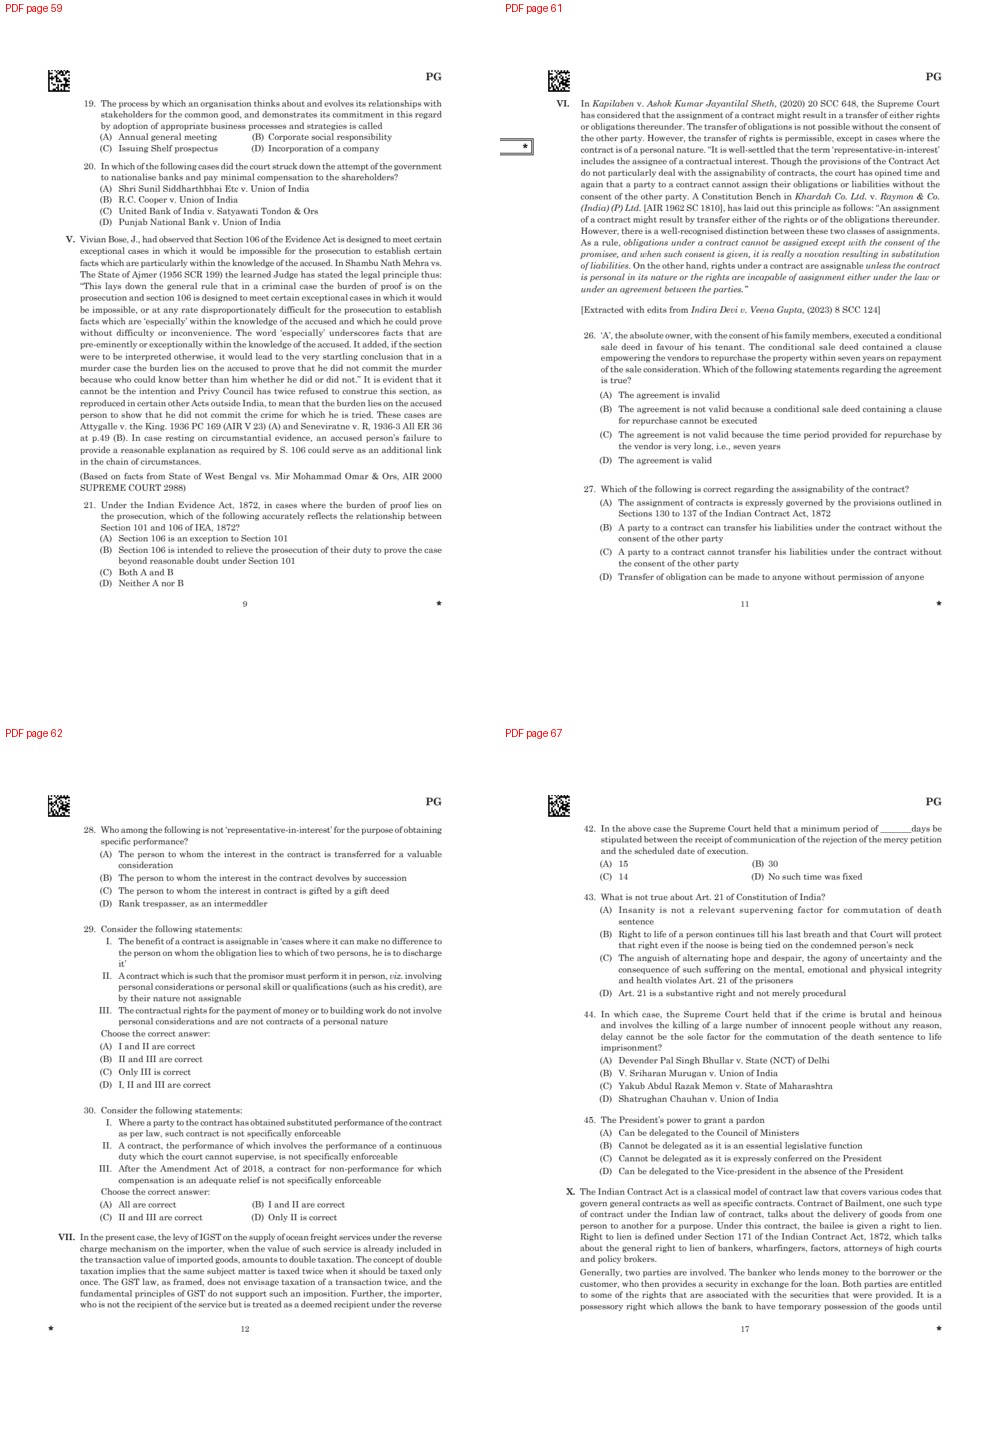 PDF page 59
PG
19. The process by which an organisation thinks about and evolves its relationships with
stakeholders for the common good, and demonstrates its commitment in this regard
by adoption of appropriate business processes and strategies is called
(A) Annual general meeting (B) Corporate social responsibility
(C) Issuing Shelf prospectus (D) Incorporation of a company
20. In which of the following cases did the court struck down the attempt of the government
to nationalise banks and pay minimal compensation to the shareholders?
(A) Shri Sunil Siddharthbhai Etc v. Union of India
(B) R.C. Cooper v. Union of India
(C) United Bank of India v. Satyawati Tondon & Ors
(D) Punjab National Bank v. Union of India
V. Vivian Bose, J., had observed that Section 106 of the Evidence Act is designed to meet certain
exceptional cases in which it would be impossible for the prosecution to establish certain
facts which are particularly within the knowledge of the accused. In Shambu Nath Mehra vs.
The State of Ajmer (1956 SCR 199) the learned Judge has stated the legal principle thus:
“This lays down the general rule that in a criminal case the burden of proof is on the
prosecution and section 106 is designed to meet certain exceptional cases in which it would
be impossible, or at any rate disproportionately difficult for the prosecution to establish
facts which are ‘especially’ within the knowledge of the accused and which he could prove
without difficulty or inconvenience. The word ‘especially’ underscores facts that are
pre-eminently or exceptionally within the knowledge of the accused. It added, if the section
were to be interpreted otherwise, it would lead to the very startling conclusion that in a
murder case the burden lies on the accused to prove that he did not commit the murder
because who could know better than him whether he did or did not.” It is evident that it
cannot be the intention and Privy Council has twice refused to construe this section, as
reproduced in certain other Acts outside India, to mean that the burden lies on the accused
person to show that he did not commit the crime for which he is tried. These cases are
Attygalle v. the King. 1936 PC 169 (AIR V 23) (A) and Seneviratne v. R, 1936-3 All ER 36
at p.49 (B). In case resting on circumstantial evidence, an accused person’s failure to
provide a reasonable explanation as required by S. 106 could serve as an additional link
in the chain of circumstances.
(Based on facts from State of West Bengal vs. Mir Mohammad Omar & Ors, AIR 2000
SUPREME COURT 2988)
21. Under the Indian Evidence Act, 1872, in cases where the burden of proof lies on
the prosecution, which of the following accurately reflects the relationship between
Section 101 and 106 of IEA, 1872?
(A) Section 106 is an exception to Section 101
(B) Section 106 is intended to relieve the prosecution of their duty to prove the case
beyond reasonable doubt under Section 101
(C) Both A and B
(D) Neither A nor B
9 *
PDF page 61
PG
*
VI. In Kapilaben v. Ashok Kumar Jayantilal Sheth, (2020) 20 SCC 648, the Supreme Court
has considered that the assignment of a contract might result in a transfer of either rights
or obligations thereunder. The transfer of obligations is not possible without the consent of
the other party. However, the transfer of rights is permissible, except in cases where the
contract is of a personal nature. “It is well-settled that the term ‘representative-in-interest’
includes the assignee of a contractual interest. Though the provisions of the Contract Act
do not particularly deal with the assignability of contracts, the court has opined time and
again that a party to a contract cannot assign their obligations or liabilities without the
consent of the other party. A Constitution Bench in Khardah Co. Ltd. v. Raymon & Co.
(India) (P) Ltd. [AIR 1962 SC 1810], has laid out this principle as follows: “An assignment
of a contract might result by transfer either of the rights or of the obligations thereunder.
However, there is a well-recognised distinction between these two classes of assignments.
As a rule, obligations under a contract cannot be assigned except with the consent of the
promisee, and when such consent is given, it is really a novation resulting in substitution
of liabilities. On the other hand, rights under a contract are assignable unless the contract
is personal in its nature or the rights are incapable of assignment either under the law or
under an agreement between the parties.”
[Extracted with edits from Indira Devi v. Veena Gupta, (2023) 8 SCC 124]
26. ‘A’, the absolute owner, with the consent of his family members, executed a conditional
sale deed in favour of his tenant. The conditional sale deed contained a clause
empowering the vendors to repurchase the property within seven years on repayment
of the sale consideration. Which of the following statements regarding the agreement
is true?
(A) The agreement is invalid
(B) The agreement is not valid because a conditional sale deed containing a clause
for repurchase cannot be executed
(C) The agreement is not valid because the time period provided for repurchase by
the vendor is very long, i.e., seven years
(D) The agreement is valid
27. Which of the following is correct regarding the assignability of the contract?
(A) The assignment of contracts is expressly governed by the provisions outlined in
Sections 130 to 137 of the Indian Contract Act, 1872
(B) A party to a contract can transfer his liabilities under the contract without the
consent of the other party
(C) A party to a contract cannot transfer his liabilities under the contract without
the consent of the other party
(D) Transfer of obligation can be made to anyone without permission of anyone
11 *
PDF page 62
PG
28. Who among the following is not ‘representative-in-interest’ for the purpose of obtaining
specific performance?
(A) The person to whom the interest in the contract is transferred for a valuable
consideration
(B) The person to whom the interest in the contract devolves by succession
(C) The person to whom the interest in contract is gifted by a gift deed
(D) Rank trespasser, as an intermeddler
29. Consider the following statements:
I. The benefit of a contract is assignable in ‘cases where it can make no difference to
the person on whom the obligation lies to which of two persons, he is to discharge
it’
II. A contract which is such that the promisor must perform it in person, viz. involving
personal considerations or personal skill or qualifications (such as his credit), are
by their nature not assignable
III. The contractual rights for the payment of money or to building work do not involve
personal considerations and are not contracts of a personal nature
Choose the correct answer:
(A) I and II are correct
(B) II and III are correct
(C) Only III is correct
(D) I, II and III are correct
30. Consider the following statements:
I. Where a party to the contract has obtained substituted performance of the contract
as per law, such contract is not specifically enforceable
II. A contract, the performance of which involves the performance of a continuous
duty which the court cannot supervise, is not specifically enforceable
III. After the Amendment Act of 2018, a contract for non-performance for which
compensation is an adequate relief is not specifically enforceable
Choose the correct answer:
(A) All are correct (B) I and II are correct
(C) II and III are correct (D) Only II is correct
VII. In the present case, the levy of IGST on the supply of ocean freight services under the reverse
charge mechanism on the importer, when the value of such service is already included in
the transaction value of imported goods, amounts to double taxation. The concept of double
taxation implies that the same subject matter is taxed twice when it should be taxed only
once. The GST law, as framed, does not envisage taxation of a transaction twice, and the
fundamental principles of GST do not support such an imposition. Further, the importer,
who is not the recipient of the service but is treated as a deemed recipient under the reverse
* 12
PDF page 67
PG
42. In the above case the Supreme Court held that a minimum period of _______days be
stipulated between the receipt of communication of the rejection of the mercy petition
and the scheduled date of execution.
(A) 15 (B) 30
(C) 14 (D) No such time was fixed
43. What is not true about Art. 21 of Constitution of India?
(A) Insanity is not a relevant supervening factor for commutation of death
sentence
(B) Right to life of a person continues till his last breath and that Court will protect
that right even if the noose is being tied on the condemned person’s neck
(C) The anguish of alternating hope and despair, the agony of uncertainty and the
consequence of such suffering on the mental, emotional and physical integrity
and health violates Art. 21 of the prisoners
(D) Art. 21 is a substantive right and not merely procedural
44. In which case, the Supreme Court held that if the crime is brutal and heinous
and involves the killing of a large number of innocent people without any reason,
delay cannot be the sole factor for the commutation of the death sentence to life
imprisonment?
(A) Devender Pal Singh Bhullar v. State (NCT) of Delhi
(B) V. Sriharan Murugan v. Union of India
(C) Yakub Abdul Razak Memon v. State of Maharashtra
(D) Shatrughan Chauhan v. Union of India
45. The President’s power to grant a pardon
(A) Can be delegated to the Council of Ministers
(B) Cannot be delegated as it is an essential legislative function
(C) Cannot be delegated as it is expressly conferred on the President
(D) Can be delegated to the Vice-president in the absence of the President
X. The Indian Contract Act is a classical model of contract law that covers various codes that
govern general contracts as well as specific contracts. Contract of Bailment, one such type
of contract under the Indian law of contract, talks about the delivery of goods from one
person to another for a purpose. Under this contract, the bailee is given a right to lien.
Right to lien is defined under Section 171 of the Indian Contract Act, 1872, which talks
about the general right to lien of bankers, wharfingers, factors, attorneys of high courts
and policy brokers.
Generally, two parties are involved. The banker who lends money to the borrower or the
customer, who then provides a security in exchange for the loan. Both parties are entitled
to some of the rights that are associated with the securities that were provided. It is a
possessory right which allows the bank to have temporary possession of the goods until
17 *